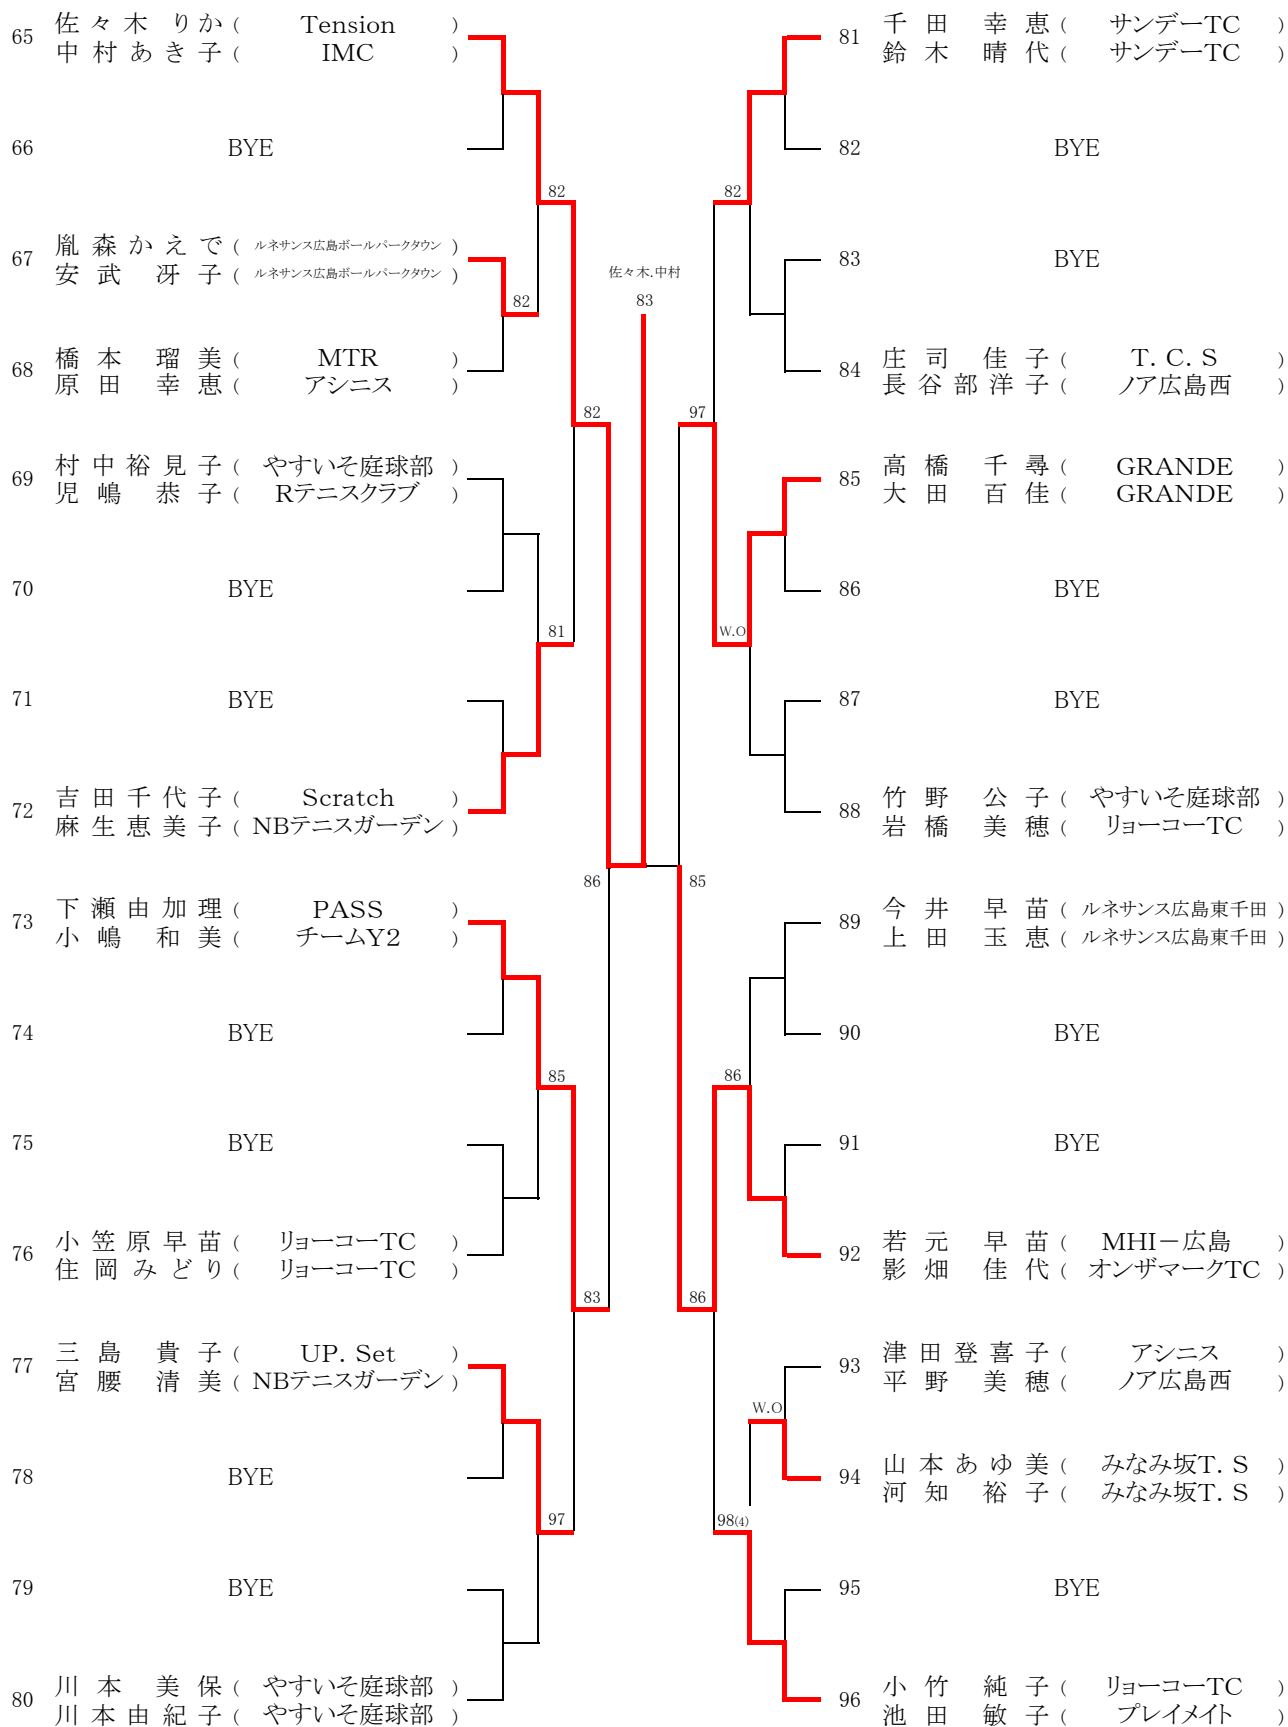 65 佐々木 りか ( Tension )
中村あき子 ( IMC )
66 BYE
82
67 胤森かえで ( ルネサンス広島ボールパークタウン )
安武 冴子 ( ルネサンス広島ボールパークタウン )
82
68 橋本 瑠美 ( MTR )
原田 幸恵 ( アシニス )
82
69 村中裕見子 ( やすいそ庭球部 )
児嶋 恭子 ( Rテニスクラブ )
70 BYE
81
71 BYE
72 吉田千代子 ( Scratch )
麻生恵美子 ( NBテニスガーデン )
86
73 下瀬由加理 ( PASS )
小嶋 和美 ( チームY2 )
74 BYE
85
75 BYE
76 小笠原早苗 ( リョーコーTC )
住岡みどり ( リョーコーTC )
83
77 三島 貴子 ( UP. Set )
宮腰 清美 ( NBテニスガーデン )
78 BYE
97
79 BYE
80 川本 美保 ( やすいそ庭球部 )
川本由紀子 ( やすいそ庭球部 )
佐々木.中村
83
81 千田 幸恵 ( サンデーTC )
鈴木 晴代 ( サンデーTC )
82 BYE
82
83 BYE
84 庄司 佳子 ( T. C. S )
長谷部洋子 ( ノア広島西 )
97
85 高橋 千尋 ( GRANDE )
大田 百佳 ( GRANDE )
86 BYE
W.O
87 BYE
88 竹野 公子 ( やすいそ庭球部 )
岩橋 美穂 ( リョーコーTC )
85
89 今井 早苗 ( ルネサンス広島東千田 )
上田 玉恵 ( ルネサンス広島東千田 )
90 BYE
86
91 BYE
92 若元 早苗 ( MHI－広島 )
影畑 佳代 ( オンザマークTC )
86
93 津田登喜子 ( アシニス )
平野 美穂 ( ノア広島西 )
W.O
94 山本あゆ美 ( みなみ坂T. S )
河知 裕子 ( みなみ坂T. S )
98(4)
95 BYE
96 小竹 純子 ( リョーコーTC )
池田 敏子 ( プレイメイト )